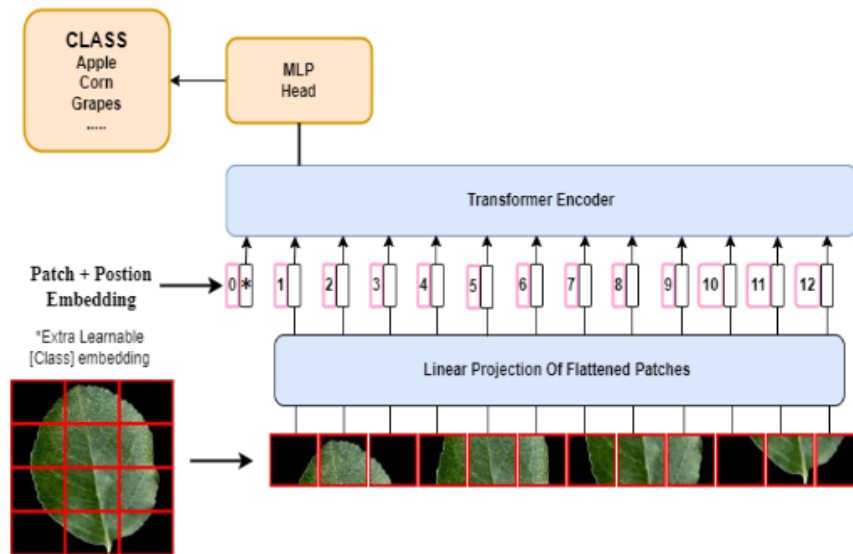 CLASS
Apple
Corn
Grapes
.....
MLP
Head
Transformer Encoder
Patch + Postion
Embedding
0 * 1 2 3 4 5 6 7 8 9 10 11 12
*Extra Learnable
[Class] embedding
Linear Projection Of Flattened Patches